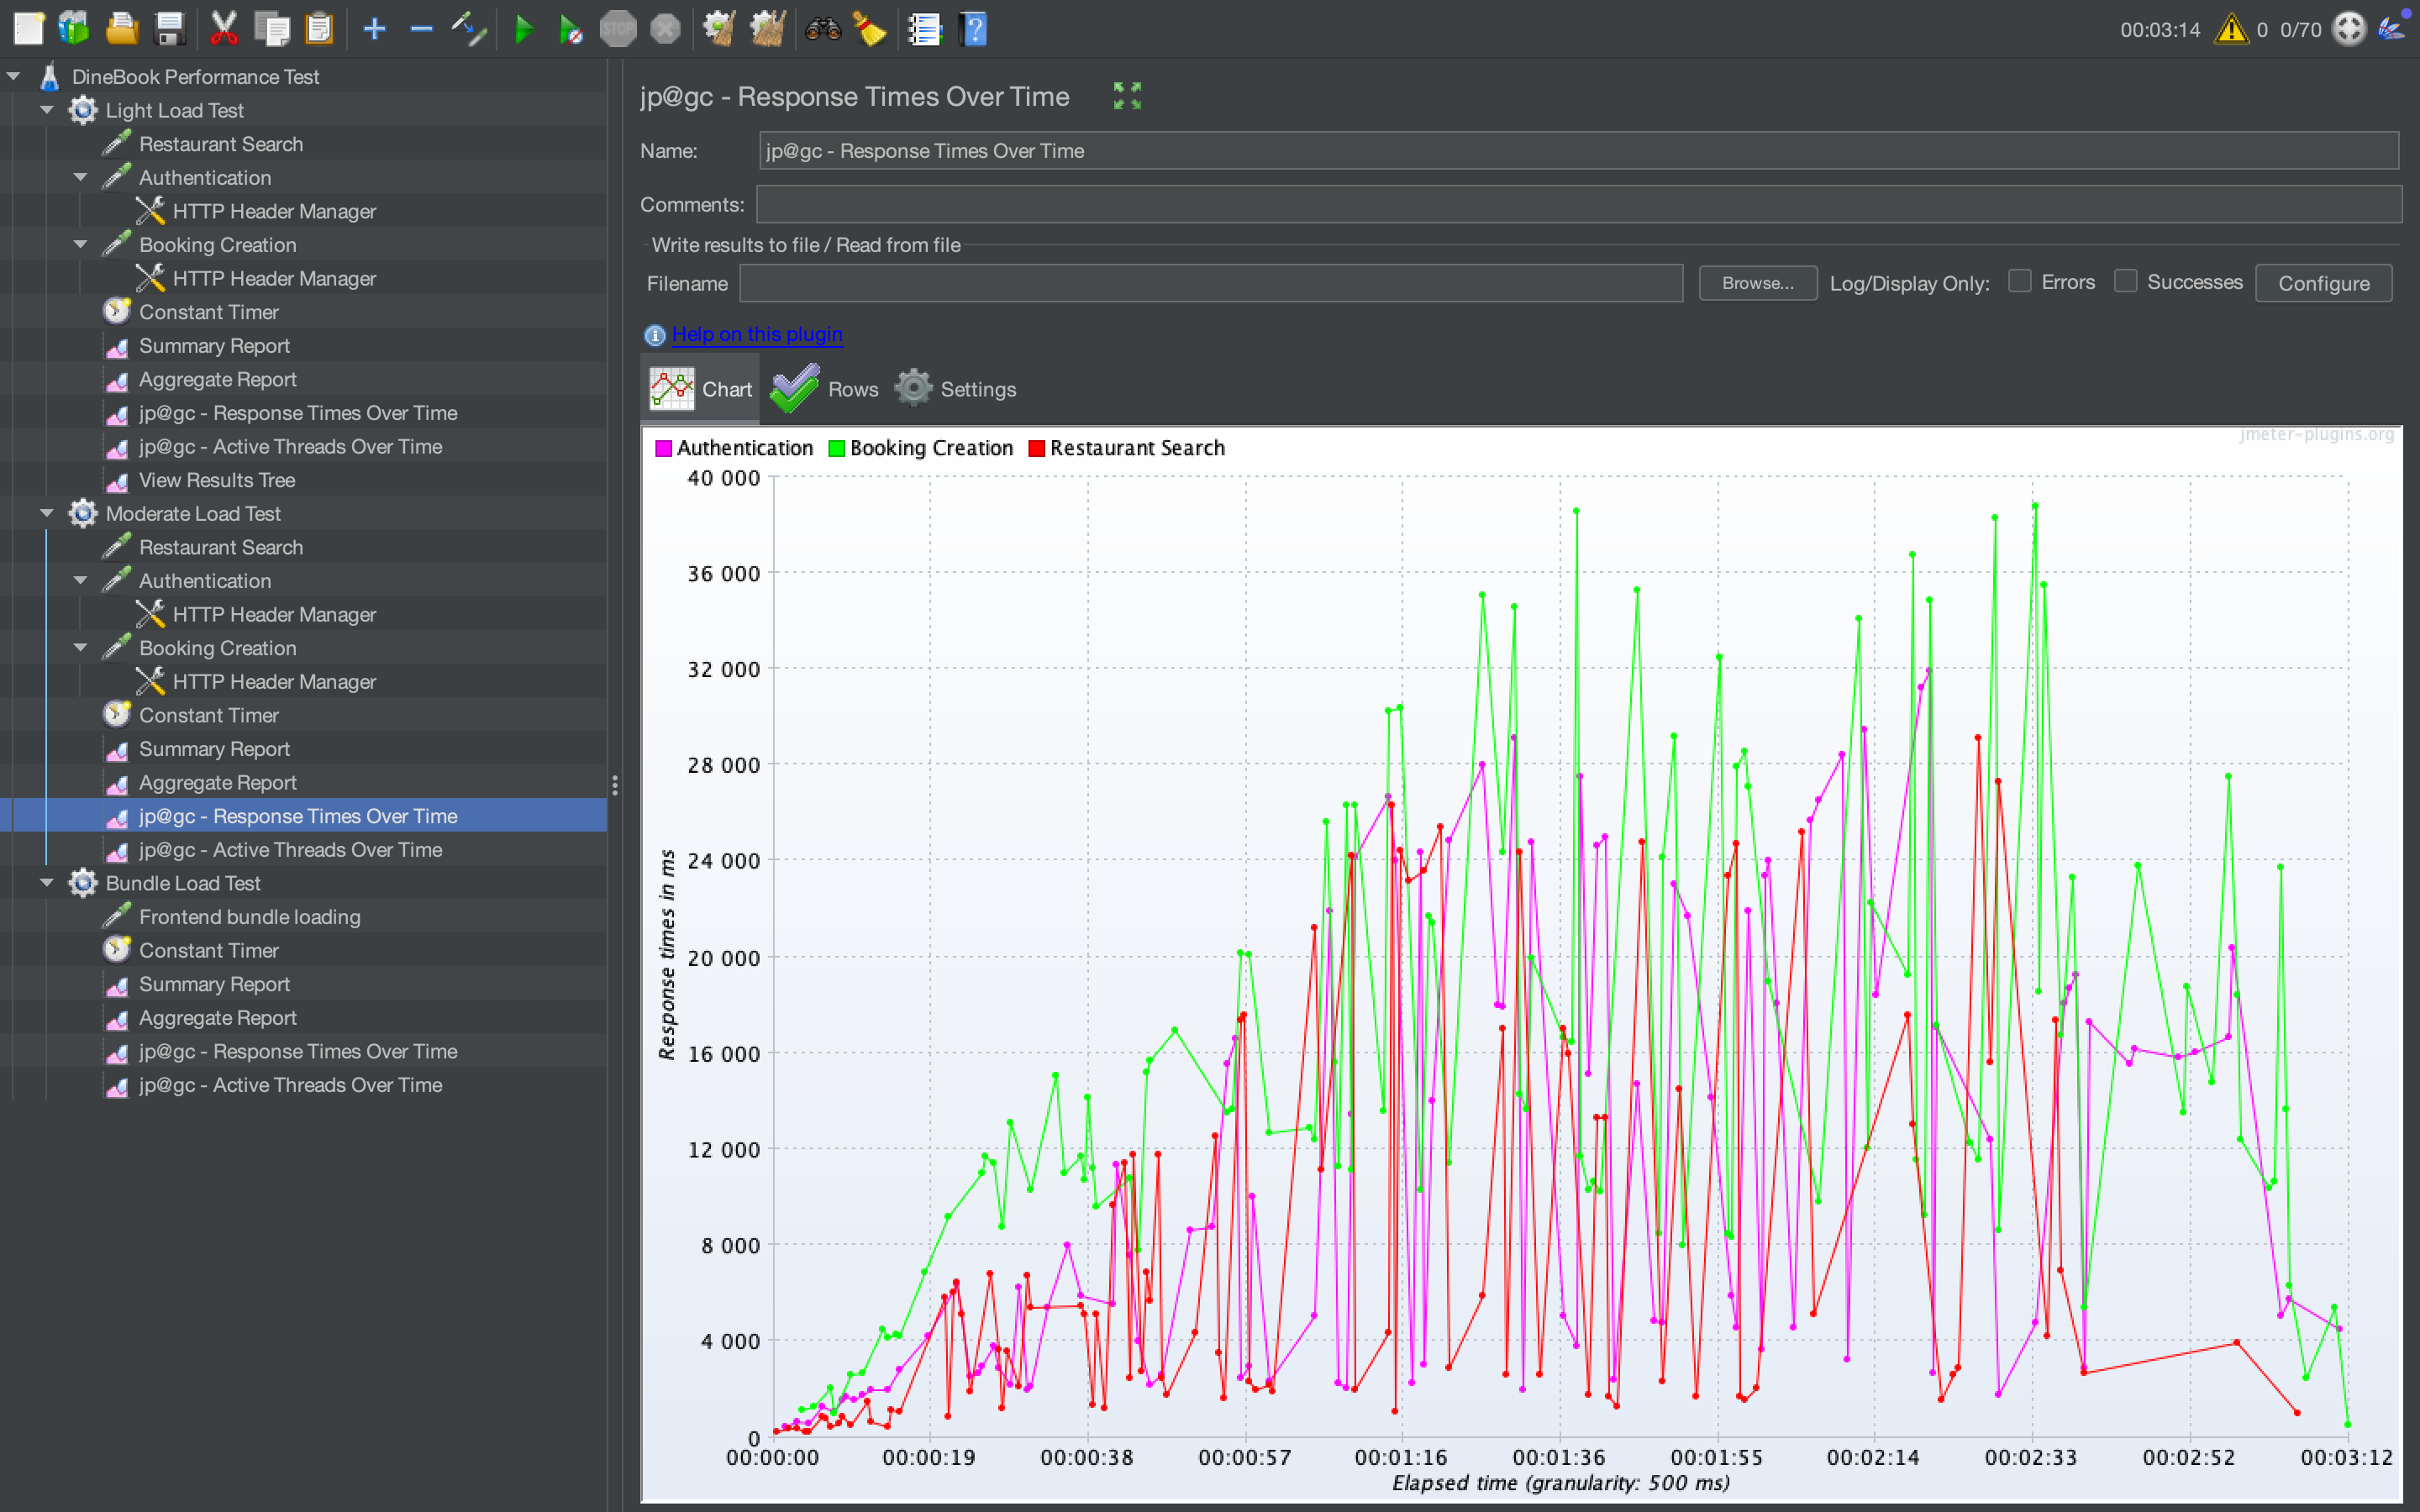 STOP
00:03:14 0 0/70
DineBook Performance Test
Light Load Test
Restaurant Search
Authentication
HTTP Header Manager
Booking Creation
HTTP Header Manager
Constant Timer
Summary Report
Aggregate Report
jp@gc - Response Times Over Time
jp@gc - Active Threads Over Time
View Results Tree
Moderate Load Test
Restaurant Search
Authentication
HTTP Header Manager
Booking Creation
HTTP Header Manager
Constant Timer
Summary Report
Aggregate Report
jp@gc - Response Times Over Time
jp@gc - Active Threads Over Time
Bundle Load Test
Frontend bundle loading
Constant Timer
Summary Report
Aggregate Report
jp@gc - Response Times Over Time
jp@gc - Active Threads Over Time
jp@gc - Response Times Over Time
Name: jp@gc - Response Times Over Time
Comments:
Write results to file / Read from file
Filename Browse... Log/Display Only: Errors Successes Configure
Help on this plugin
Chart Rows Settings
jmeter-plugins.org
Authentication Booking Creation Restaurant Search
40 000
36 000
32 000
28 000
24 000
20 000
16 000
12 000
8 000
4 000
0
Response times in ms
00:00:00 00:00:19 00:00:38 00:00:57 00:01:16 00:01:36 00:01:55 00:02:14 00:02:33 00:02:52 00:03:12
Elapsed time (granularity: 500 ms)